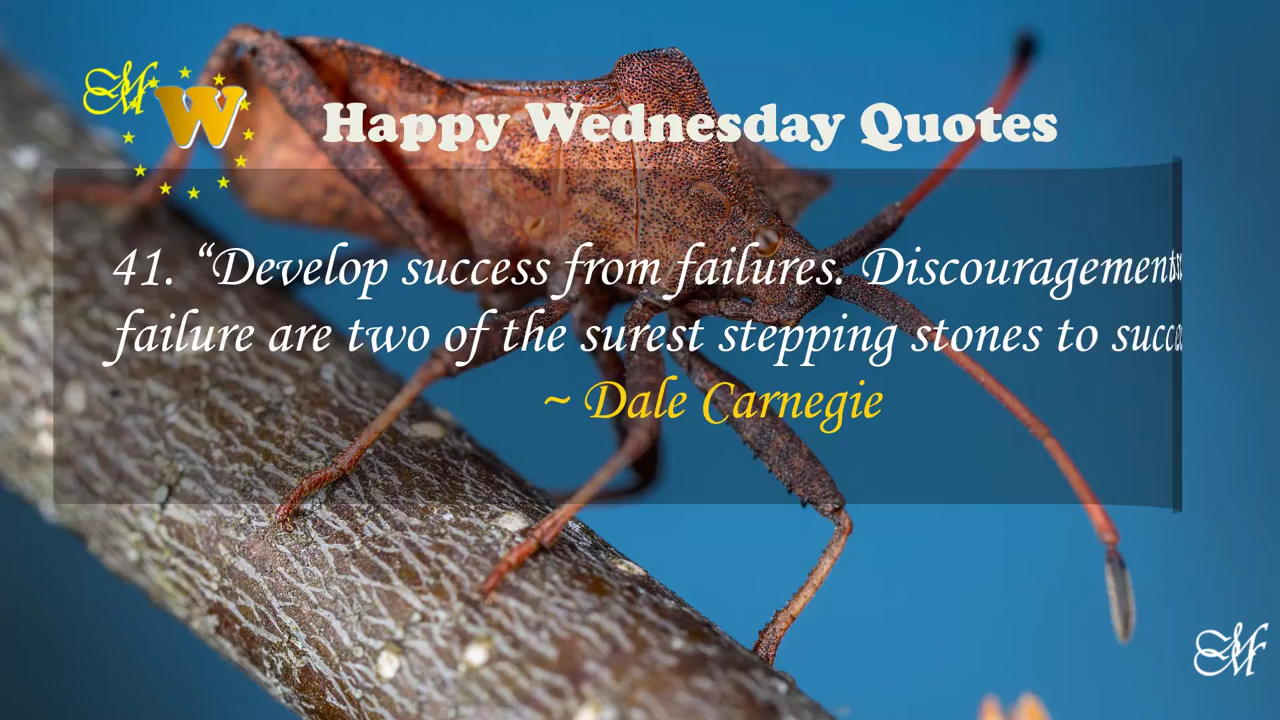 M
W
Happy Wednesday Quotes
41. “Develop success from failures. Discouragement
failure are two of the surest stepping stones to
~ Dale Carnegie
M